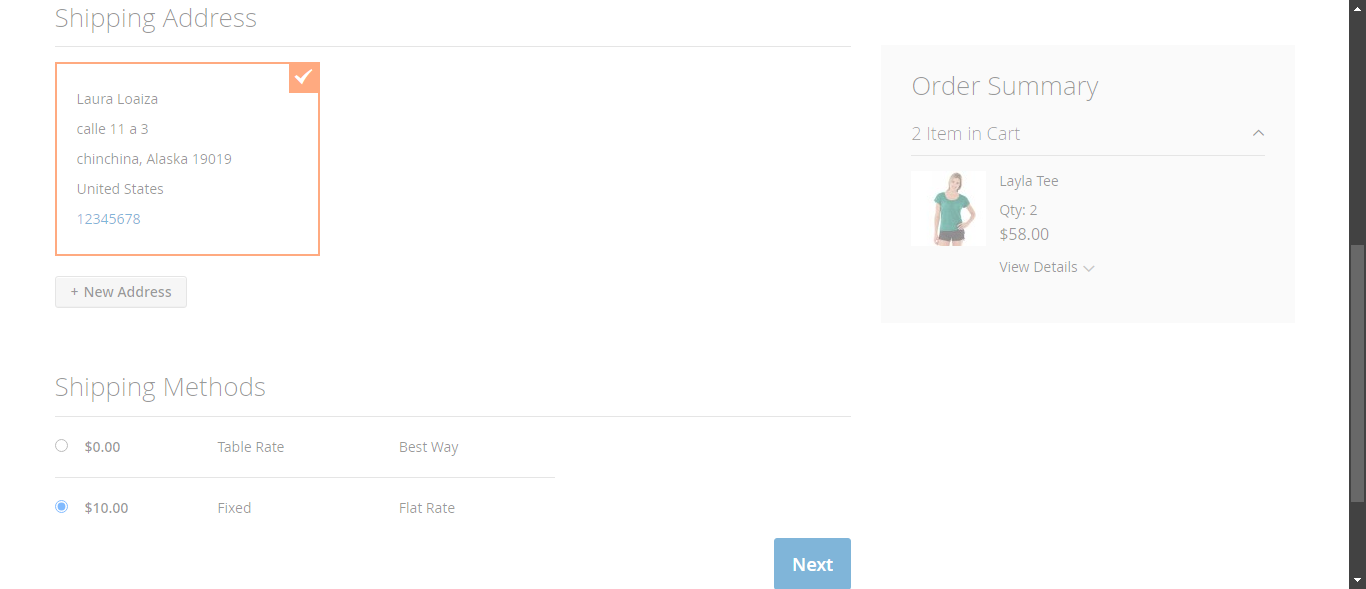 Shipping Address
Laura Loaiza
calle 11 a 3
chinchina, Alaska 19019
United States
12345678
+ New Address
Shipping Methods
$0.00 Table Rate Best Way
$10.00 Fixed Flat Rate
Next
Order Summary
2 Item in Cart
Layla Tee
Qty: 2
$58.00
View Details